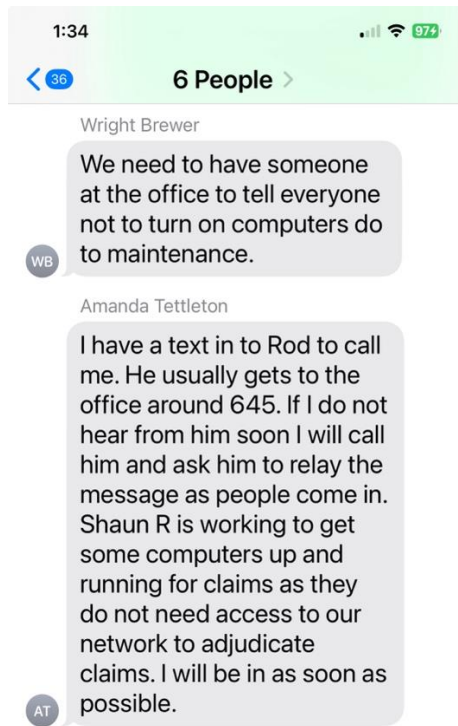 1:34
97
36
6 People
Wright Brewer
We need to have someone
at the office to tell everyone
not to turn on computers do
to maintenance.
WB
Amanda Tettleton
I have a text in to Rod to call
me. He usually gets to the
office around 645. If I do not
hear from him soon I will call
him and ask him to relay the
message as people come in.
Shaun R is working to get
some computers up and
running for claims as they
do not need access to our
network to adjudicate
claims. I will be in as soon as
possible.
AT